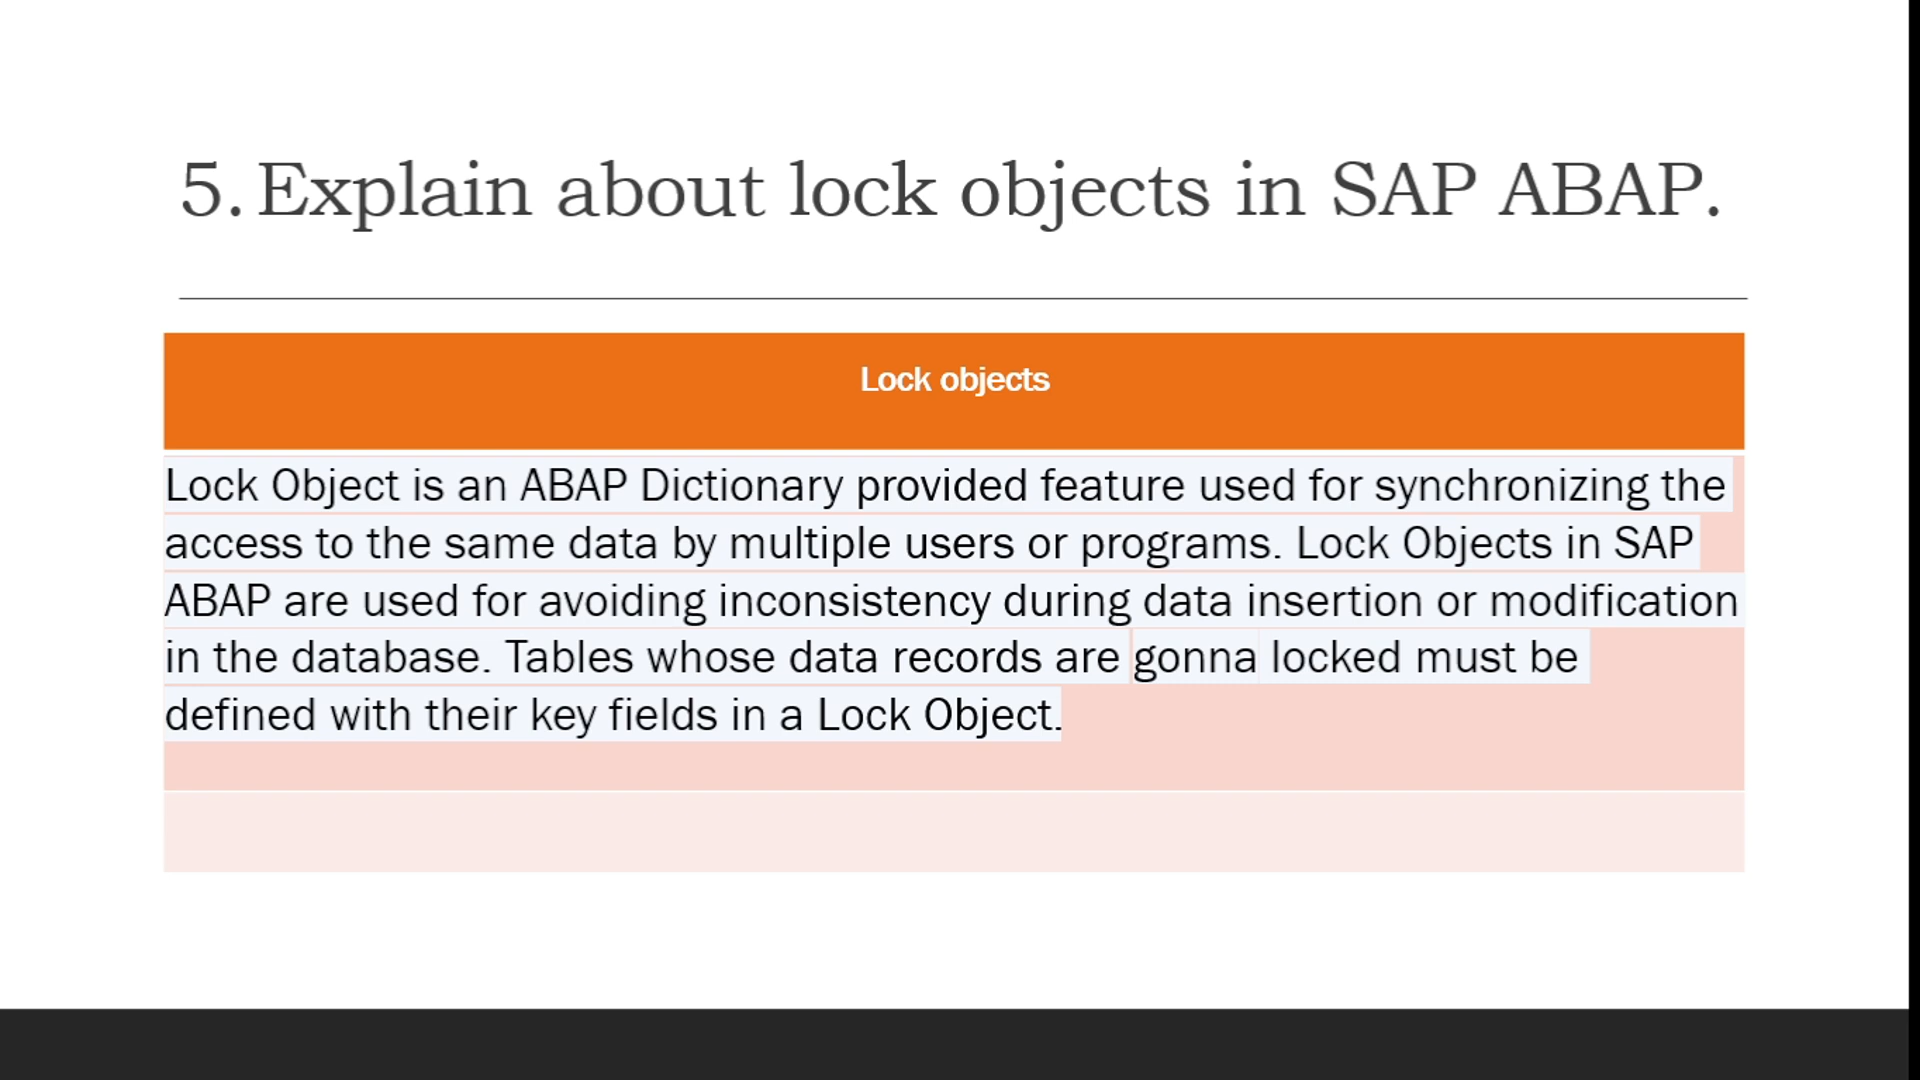 5. Explain about lock objects in SAP ABAP.
Lock objects
Lock Object is an ABAP Dictionary provided feature used for synchronizing the
access to the same data by multiple users or programs. Lock Objects in SAP
ABAP are used for avoiding inconsistency during data insertion or modification
in the database. Tables whose data records are gonna locked must be
defined with their key fields in a Lock Object.